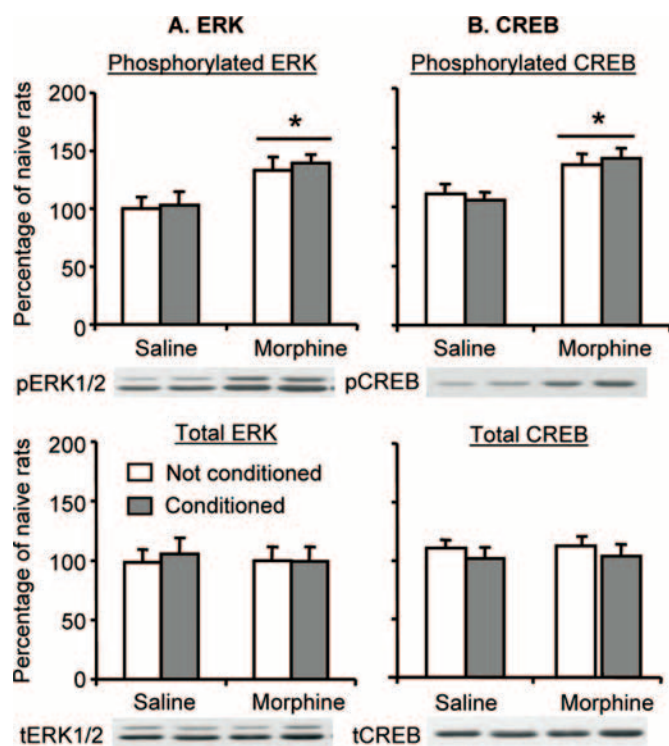 A. ERK
B. CREB
Phosphorylated ERK
Phosphorylated CREB
Percentage of naive rats
200
150
100
50
0
*
*
Saline
Morphine
Saline
Morphine
pERK1/2
pCREB
Total ERK
Total CREB
Percentage of naive rats
200
150
100
50
0
Not conditioned
Conditioned
Saline
Morphine
Saline
Morphine
tERK1/2
tCREB